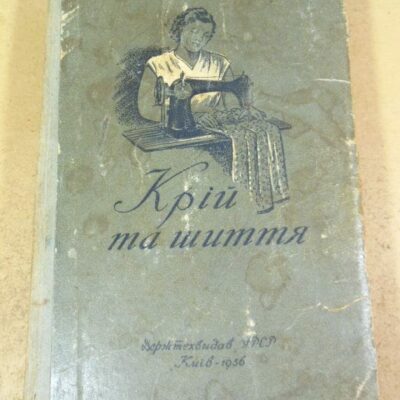 Крій
та шиття
Держтехвидав УРСР
Київ-1956